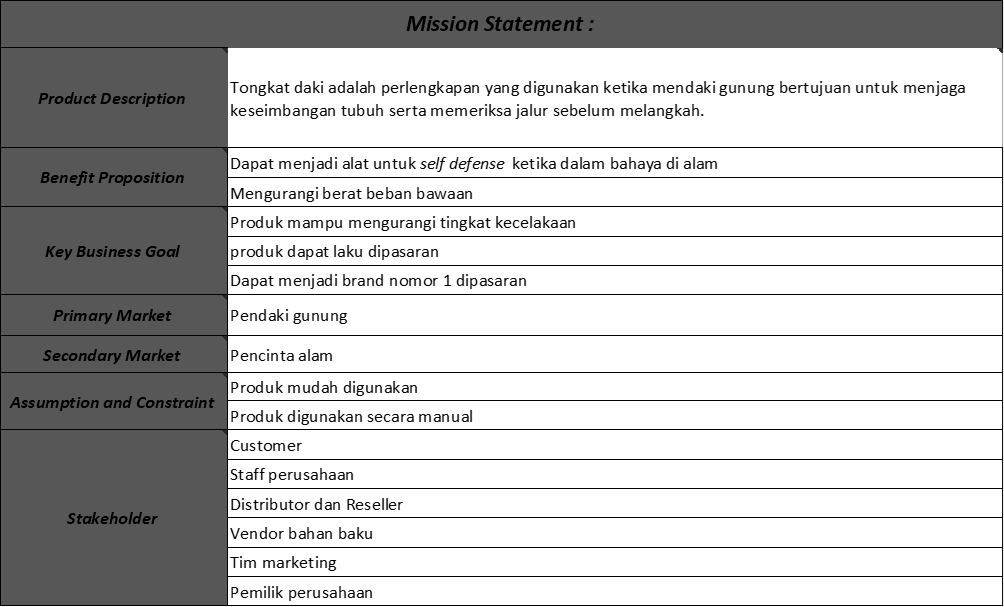 Mission Statement :
Product Description
Tongkat daki adalah perlengkapan yang digunakan ketika mendaki gunung bertujuan untuk menjaga
keseimbangan tubuh serta memeriksa jalur sebelum melangkah.
Benefit Proposition
Dapat menjadi alat untuk self defense ketika dalam bahaya di alam
Mengurangi berat beban bawaan
Key Business Goal
Produk mampu mengurangi tingkat kecelakaan
produk dapat laku dipasaran
Dapat menjadi brand nomor 1 dipasaran
Primary Market
Pendaki gunung
Secondary Market
Pencinta alam
Assumption and Constraint
Produk mudah digunakan
Produk digunakan secara manual
Stakeholder
Customer
Staff perusahaan
Distributor dan Reseller
Vendor bahan baku
Tim marketing
Pemilik perusahaan